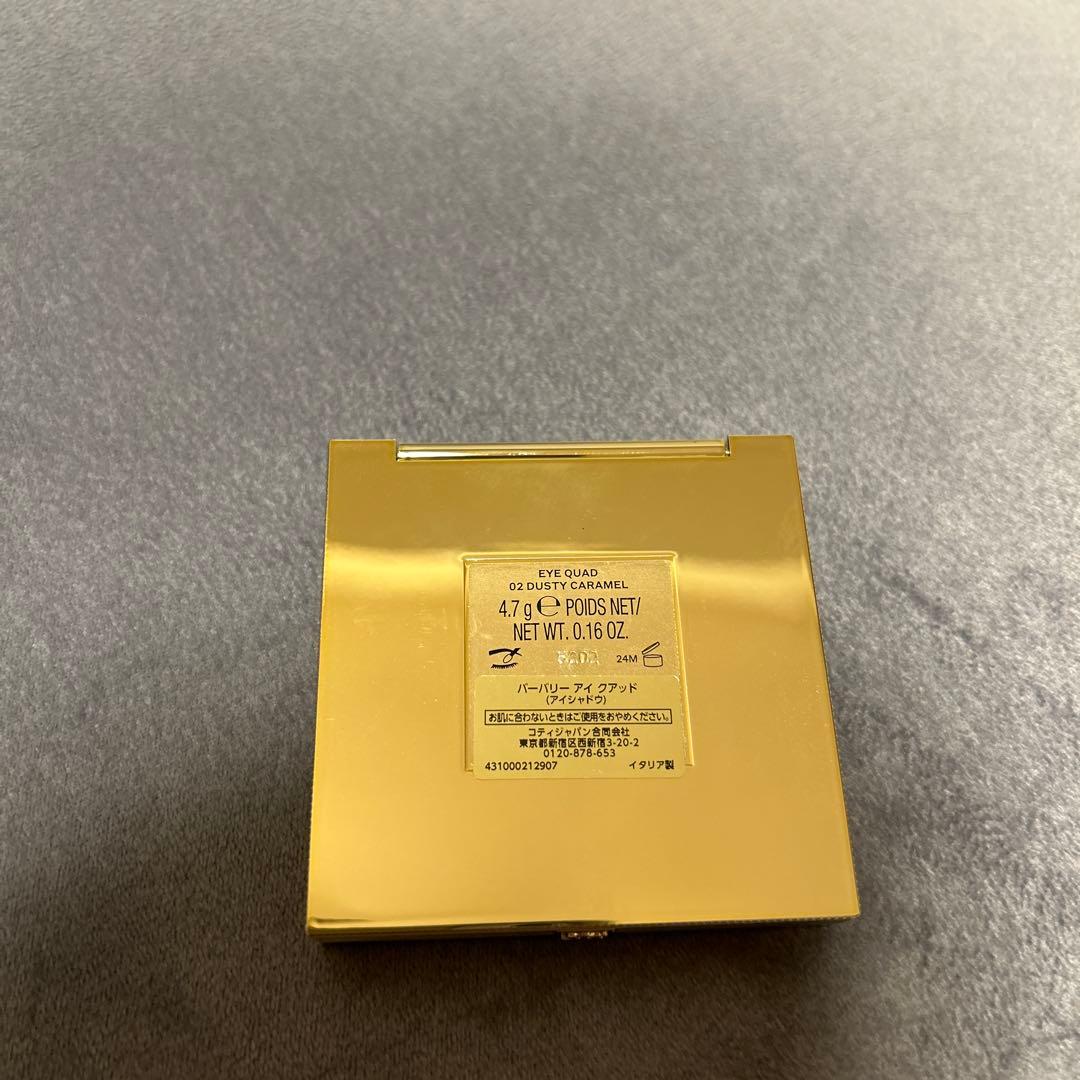 EYE QUAD
02 DUSTY CARAMEL
4.7 g ℮ POIDS NET/
NET WT. 0.16 OZ.
24M
バーバリー アイ クアッド
(アイシャドウ)
お肌に合わないときはご使用をおやめください。
コティジャパン合同会社
東京都新宿区西新宿3-20-2
0120-878-653
431000212907 イタリア製